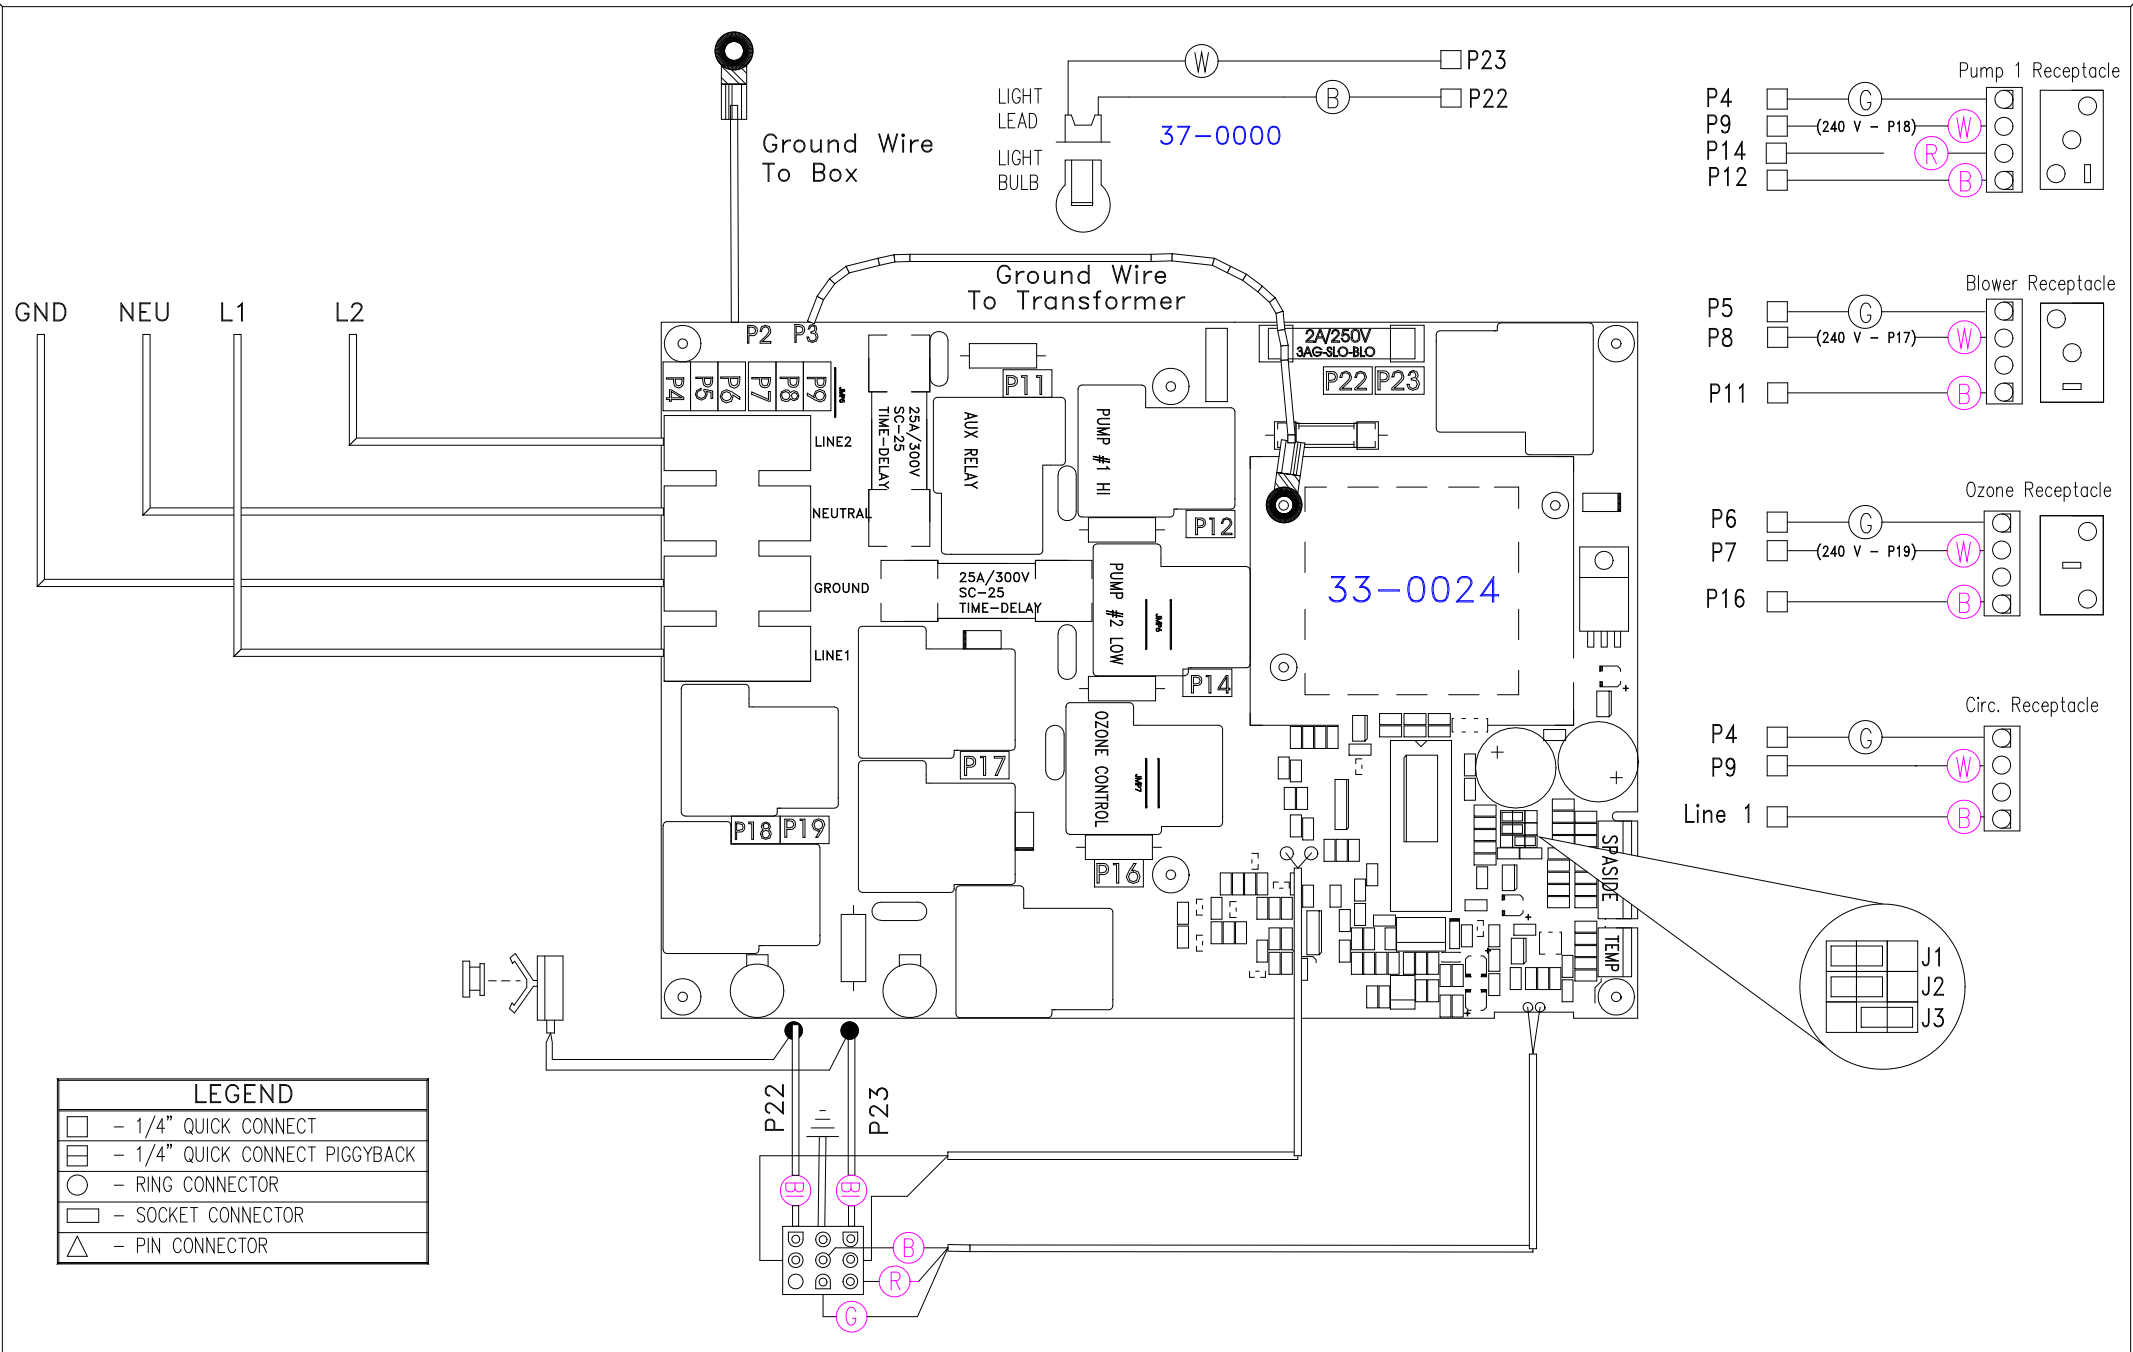 Ground Wire
To Box
LIGHT
LEAD
LIGHT
BULB
W
P23
B
P22
37-0000
Pump 1 Receptacle
P4
G
P9
(240 V - P18)
W
P14
R
P12
B
Blower Receptacle
P5
G
P8
(240 V - P17)
W
P11
B
Ozone Receptacle
P6
G
P7
(240 V - P19)
W
P16
B
Circ. Receptacle
P4
G
P9
W
Line 1
B
Ground Wire
To Transformer
GND
NEU
L1
L2
P2
P3
P4
P5
P6
P7
P8
P9
LINE2
NEUTRAL
GROUND
LINE1
25A/300V
SC-25
TIME-DELAY
P11
AUX RELAY
PUMP #1 HI
2A/250V
3AG-SLO-BLO
P22
P23
P12
25A/300V
SC-25
TIME-DELAY
PUMP #2 LOW
JMP6
P14
33-0024
OZONE CONTROL
JMP7
P16
P17
P18
P19
SPASIDE
TEMP
J1
J2
J3
P22
P23
BI
BI
B
R
G
LEGEND
- 1/4" QUICK CONNECT
- 1/4" QUICK CONNECT PIGGYBACK
- RING CONNECTOR
- SOCKET CONNECTOR
- PIN CONNECTOR